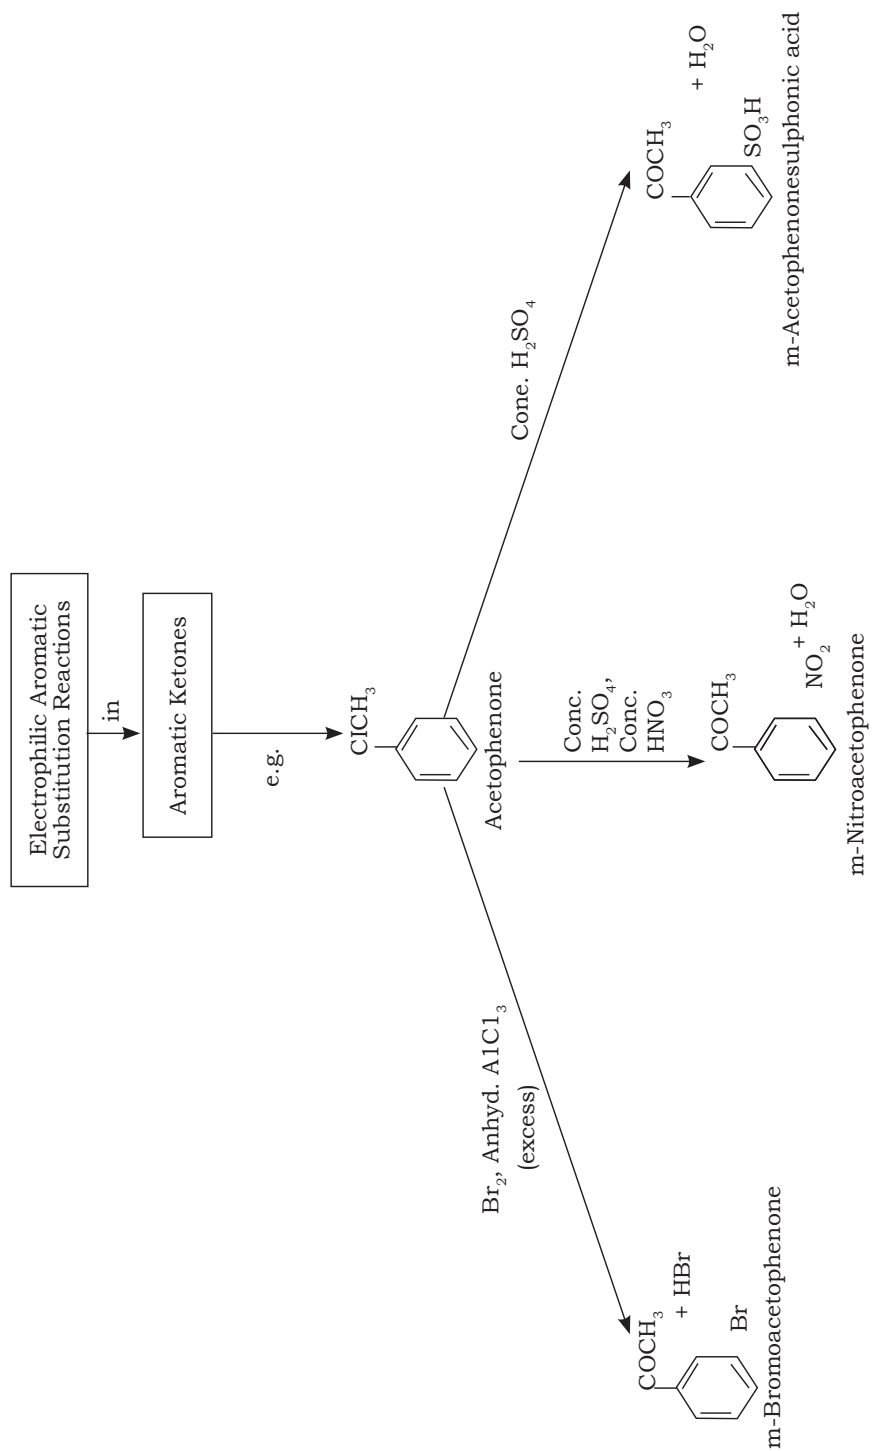 Electrophilic Aromatic
Substitution Reactions
in
Aromatic Ketones
e.g.
ClCH₃
Acetophenone
Br₂, Anhyd. A1C1₃
(excess)
Conc.
H₂SO₄,
Conc.
HNO₃
Cone. H₂SO₄
COCH₃
+ HBr
Br
m-Bromoacetophenone
COCH₃
NO₂ + H₂O
m-Nitroacetophenone
COCH₃
+ H₂O
SO₃H
m-Acetophenonesulphonic acid